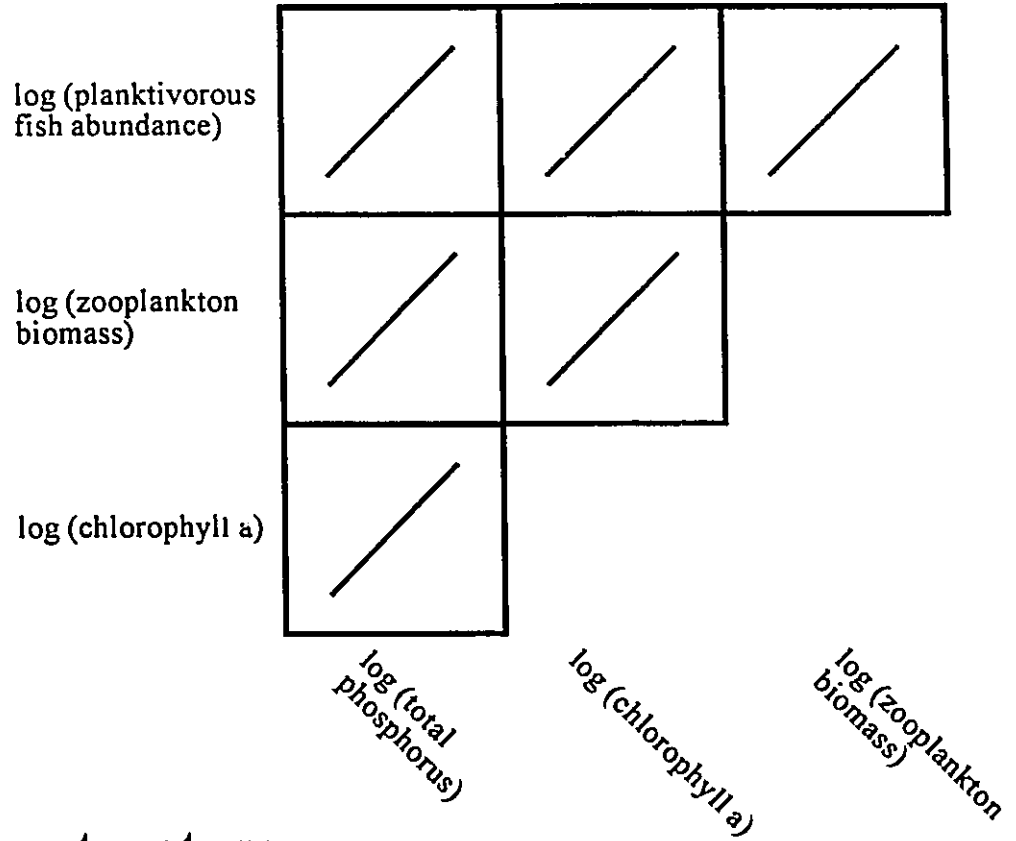 log (planktivorous
fish abundance)
log (zooplankton
biomass)
log (chlorophyll a)
log (total
phosphorus)
log (chlorophyll a)
log (zooplankton
biomass)